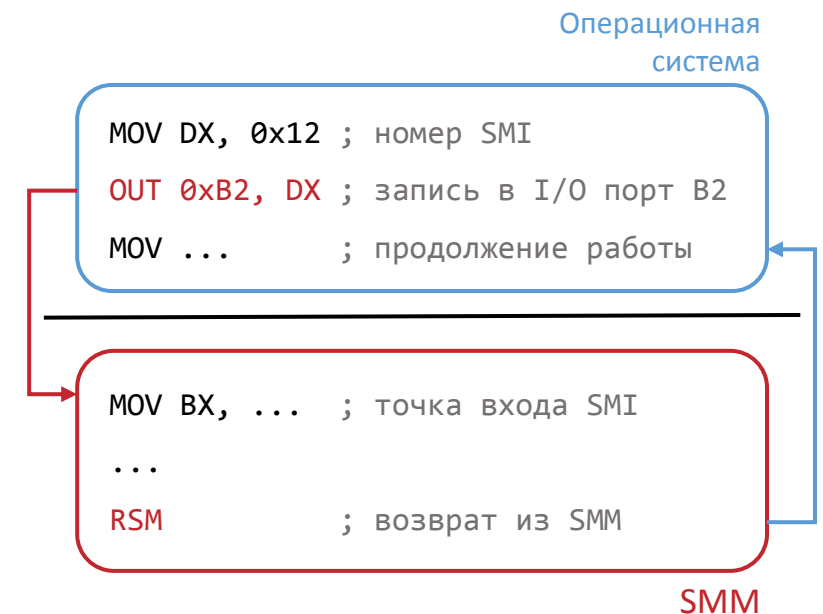 Операционная
система
MOV DX, 0x12 ; номер SMI
OUT 0xB2, DX ; запись в I/O порт B2
MOV ... ; продолжение работы
MOV BX, ... ; точка входа SMI
...
RSM ; возврат из SMM
SMM